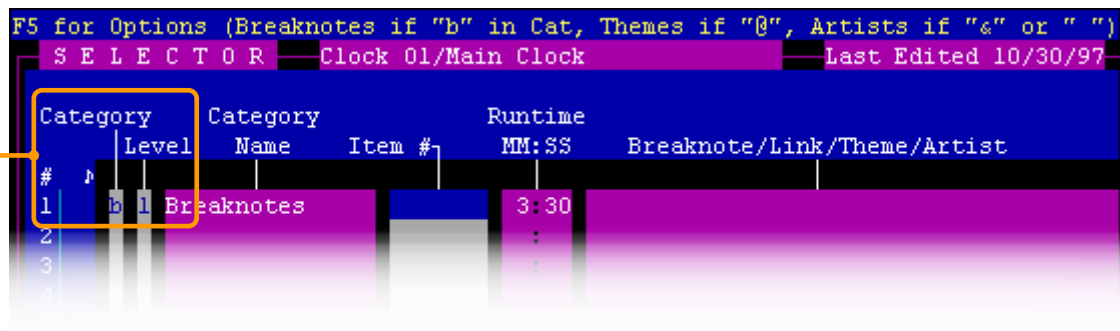 F5 for Options (Breaknotes if "b" in Cat, Themes if "@", Artists if "&" or " ")
S E L E C T O R Clock 01/Main Clock Last Edited 10/30/97
Category Category Runtime
Level Name Item # MM:SS Breaknote/Link/Theme/Artist
# ♪
1 b 1 Breaknotes 3:30
2 :
3 :
4